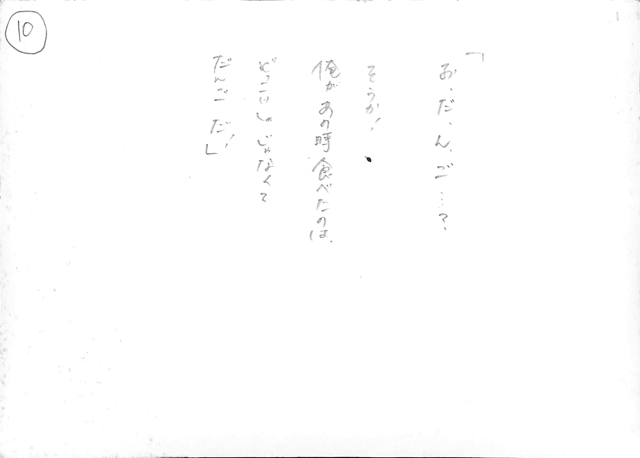 10
「お、だ、ん、ご…?
そうか!
俺があの時食べたのは、
どっこいしょじゃなくて
だんごだ!」